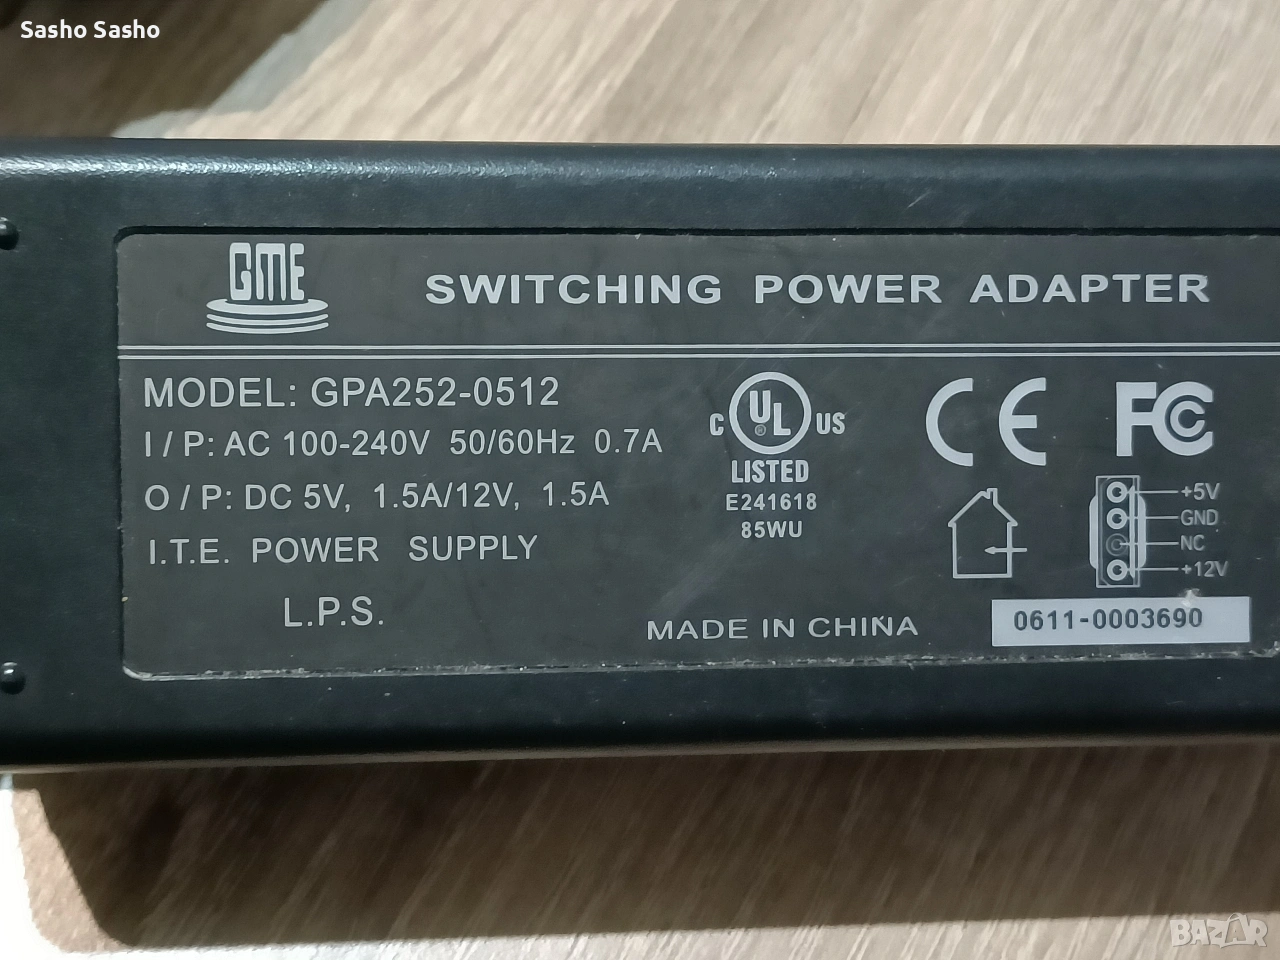 Sasho Sasho
GME
SWITCHING POWER ADAPTER
MODEL: GPA252-0512
I / P: AC 100-240V 50/60Hz 0.7A
O / P: DC 5V, 1.5A/12V, 1.5A
I.T.E. POWER SUPPLY
L.P.S.
C UL ® US
LISTED
E241618
85WU
CE FC
+5V
GND
NC
+12V
MADE IN CHINA
0611-0003690
BAZAR